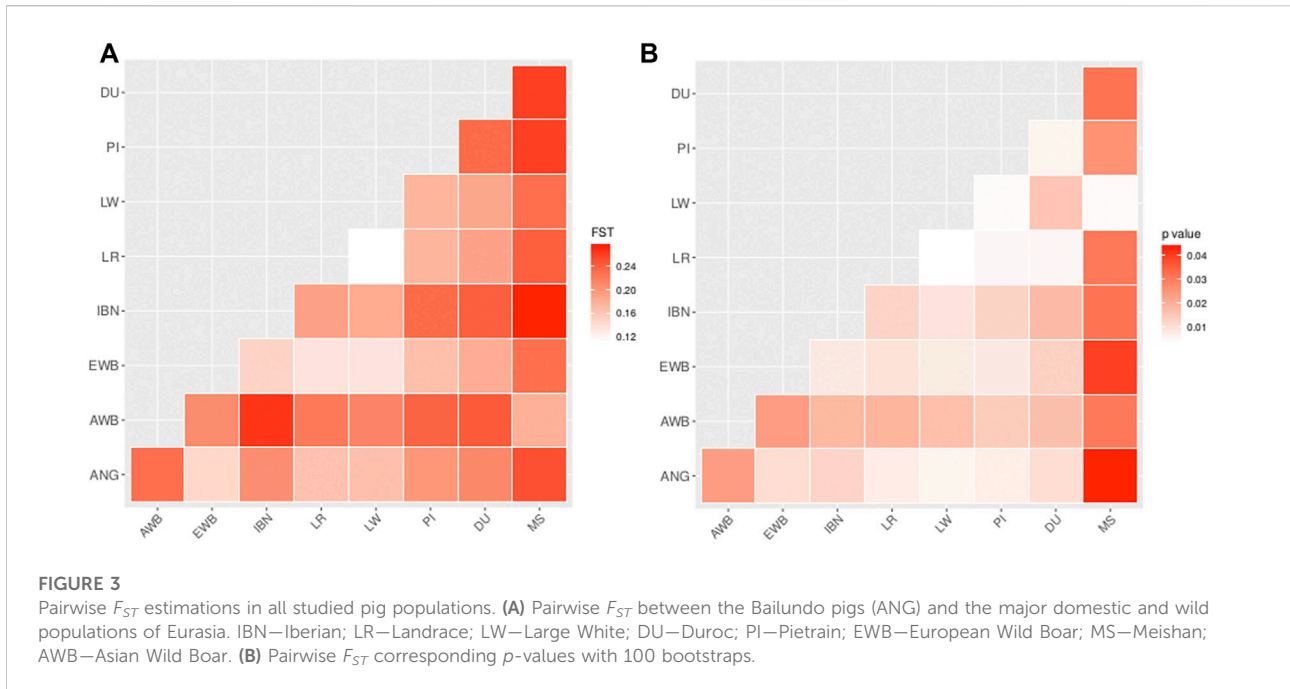 A
B
DU
PI
LW
LR
IBN
EWB
AWB
ANG
AWB
EWB
IBN
LR
LW
PI
DU
MS
FST
0.24
0.20
0.16
0.12
DU
PI
LW
LR
IBN
EWB
AWB
ANG
AWB
EWB
IBN
LR
LW
PI
DU
MS
p value
0.04
0.03
0.02
0.01
FIGURE 3
Pairwise FST estimations in all studied pig populations. (A) Pairwise FST between the Bailundo pigs (ANG) and the major domestic and wild
populations of Eurasia. IBN—Iberian; LR—Landrace; LW—Large White; DU—Duroc; PI—Pietrain; EWB—European Wild Boar; MS—Meishan;
AWB—Asian Wild Boar. (B) Pairwise FST corresponding p-values with 100 bootstraps.